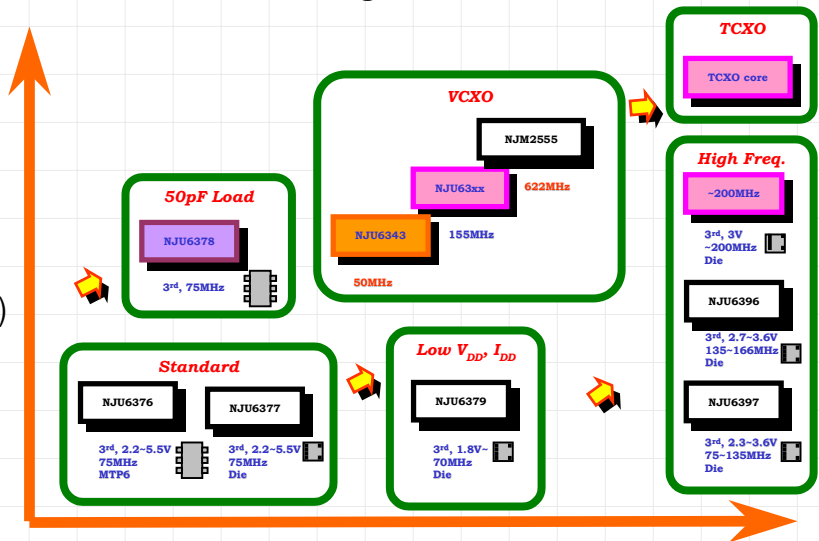 TCXO
TCXO core
VCXO
NJM2555
NJU63xx
622MHz
NJU6343
155MHz
50MHz
High Freq.
~200MHz
3rd, 3V
~200MHz
Die
NJU6396
3rd, 2.7~3.6V
135~166MHz
Die
NJU6397
3rd, 2.3~3.6V
75~135MHz
Die
50pF Load
NJU6378
3rd, 75MHz
)
Standard
NJU6376
3rd, 2.2~5.5V
75MHz
MTP6
NJU6377
3rd, 2.2~5.5V
75MHz
Die
Low VDD, IDD
NJU6379
3rd, 1.8V~
70MHz
Die